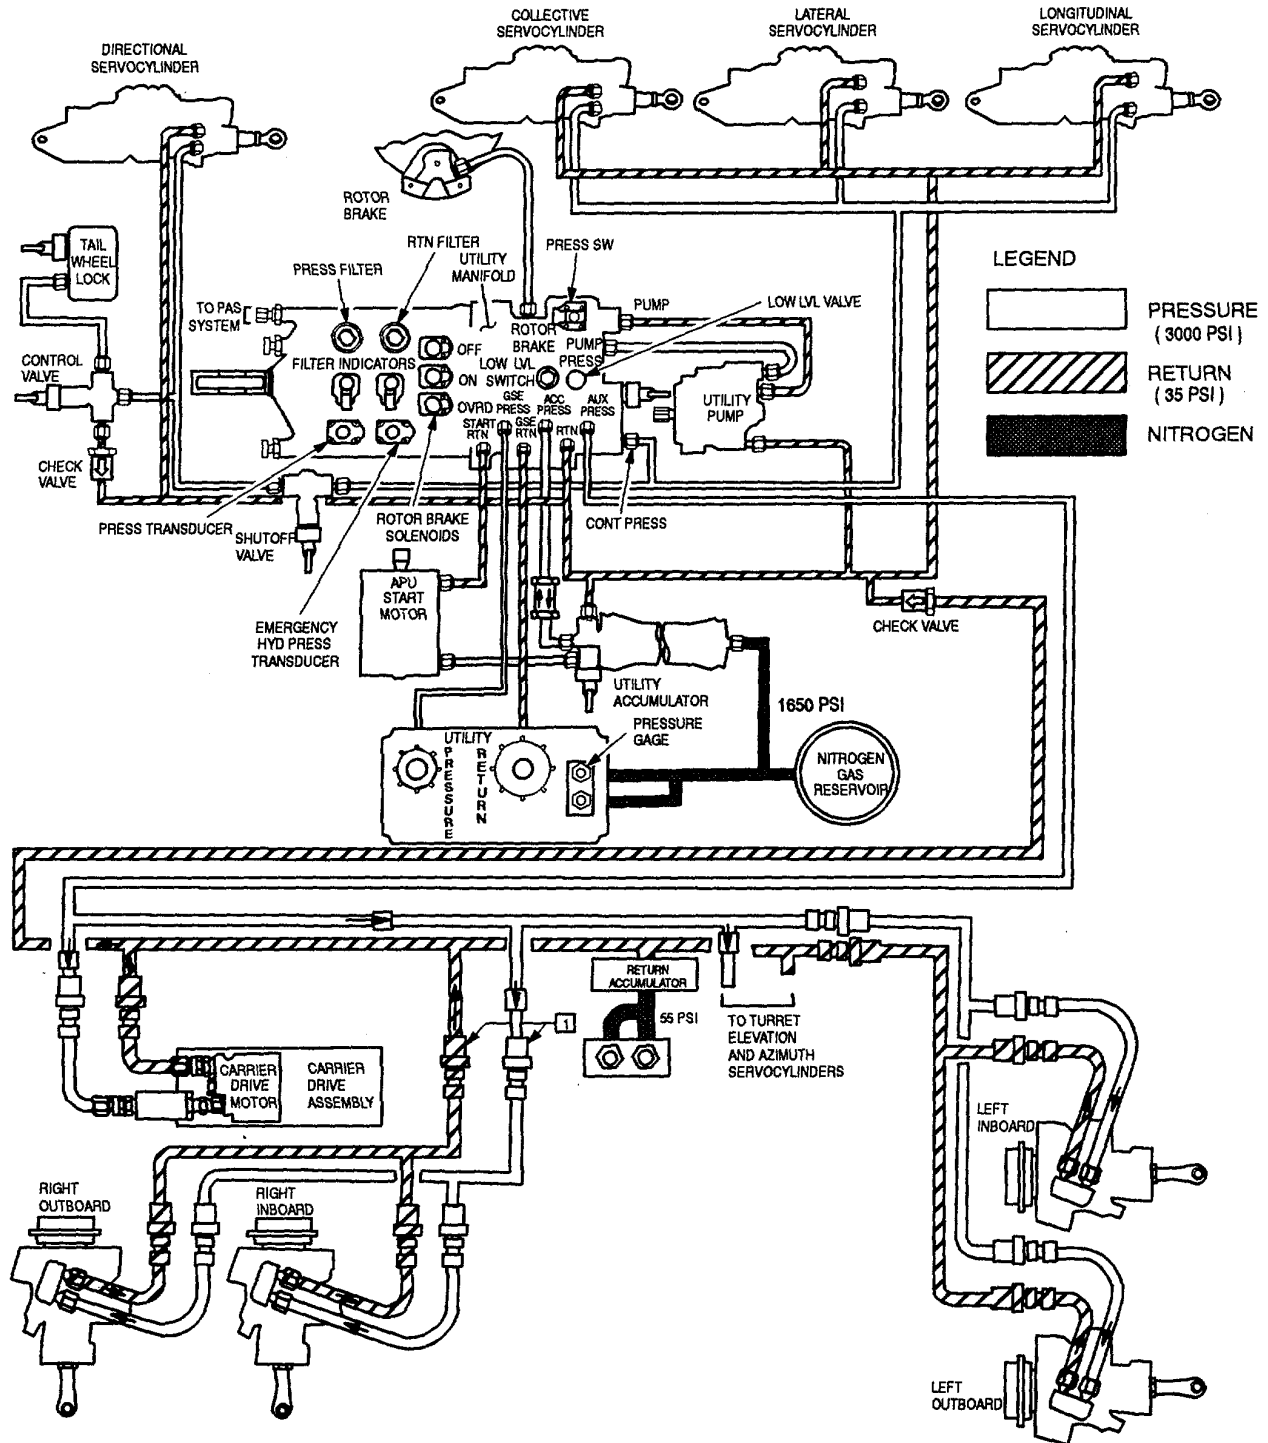 COLLECTIVE
SERVOCYLINDER
LATERAL
SERVOCYLINDER
LONGITUDINAL
SERVOCYLINDER
DIRECTIONAL
SERVOCYLINDER
ROTOR
BRAKE
TAIL
WHEEL
LOCK
RTN FILTER
PRESS FILTER
UTILITY
MANIFOLD
PRESS SW
TO PAS
SYSTEM
PUMP
LOW LVL VALVE
LEGEND
PRESSURE
( 3000 PSI )
RETURN
(35 PSI )
NITROGEN
ROTOR
BRAKE
PUMP
PRESS
OFF
FILTER INDICATORS
LOW LVL
SWITCH
ON
OVRD
GSE
PRESS
ACC
PRESS
AUX
PRESS
START
RTN
GSE
RTN
RTN
UTILITY
PUMP
CONTROL
VALVE
CHECK
VALVE
PRESS TRANSDUCER
SHUTOFF
VALVE
ROTOR BRAKE
SOLENOIDS
CONT PRESS
APU
START
MOTOR
EMERGENCY
HYD PRESS
TRANSDUCER
CHECK VALVE
UTILITY
ACCUMULATOR
1650 PSI
PRESSURE
GAGE
UTILITY
PRESSURE
RETURN
NITROGEN
GAS
RESERVOIR
RETURN
ACCUMULATOR
55 PSI
1
TO TURRET
ELEVATION
AND AZIMUTH
SERVOCYLINDERS
CARRIER
DRIVE
MOTOR
CARRIER
DRIVE
ASSEMBLY
LEFT
INBOARD
RIGHT
OUTBOARD
RIGHT
INBOARD
LEFT
OUTBOARD